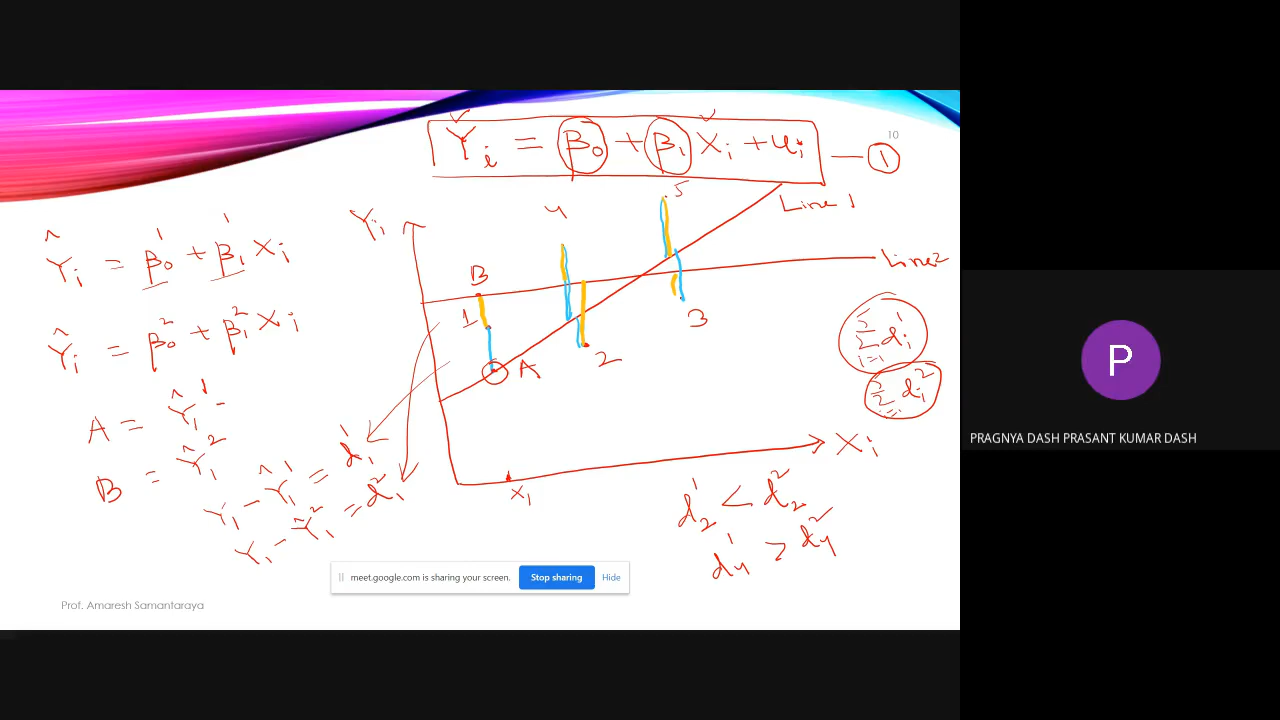 10
Yᵢ = β₀ + β₁ Xᵢ + uᵢ — ①
Line 1
Line 2
Yᵢ
Xᵢ
X₁
B
1
A
2
3
4
5
Ŷᵢ = β₀¹ + β₁¹ Xᵢ
Ŷᵢ = β₀² + β₁² Xᵢ
A = Ŷ₁¹
B = Ŷ₁²
Y₁ - Ŷ₁¹ = d₁¹
Y₁ - Ŷ₁² = d₁²
d₂¹ < d₂²
d₄¹ > d₄²
meet.google.com is sharing your screen.
Stop sharing
Hide
Prof. Amaresh Samantaraya
P
PRAGNYA DASH PRASANT KUMAR DASH